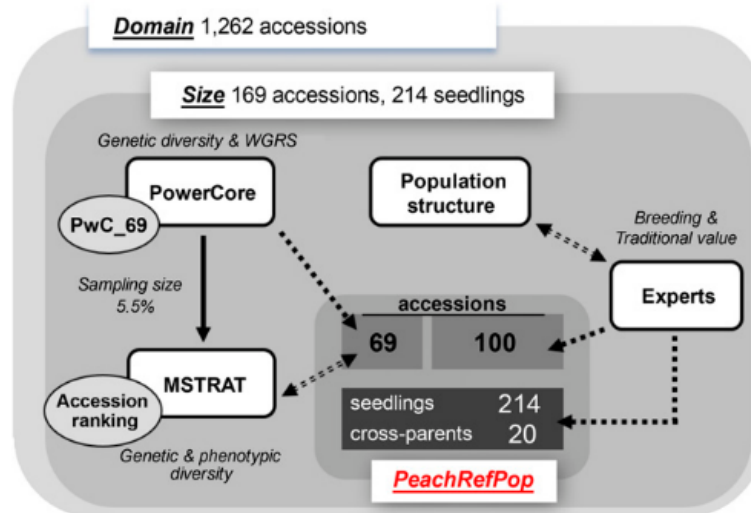 Domain 1,262 accessions
Size 169 accessions, 214 seedlings
Genetic diversity & WGRS
PowerCore
PwC_69
Population
structure
Breeding &
Traditional value
Sampling size
5.5%
Experts
accessions
69 100
MSTRAT
Accession
ranking
seedlings 214
cross-parents 20
Genetic & phenotypic
diversity
PeachRefPop